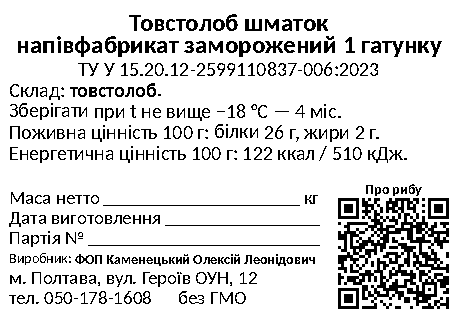 Товстолоб шматок
напівфабрикат заморожений 1 гатунку
ТУ У 15.20.12-2599110837-006:2023
Склад: товстолоб.
Зберігати при t не вище −18 °С — 4 міс.
Поживна цінність 100 г: білки 26 г, жири 2 г.
Енергетична цінність 100 г: 122 ккал / 510 кДж.
Маса нетто ____________________ кг
Про рибу
Дата виготовлення ________________
Партія № ________________________
Виробник: ФОП Каменецький Олексій Леонідович
м. Полтава, вул. Героїв ОУН, 12
тел. 050-178-1608 без ГМО